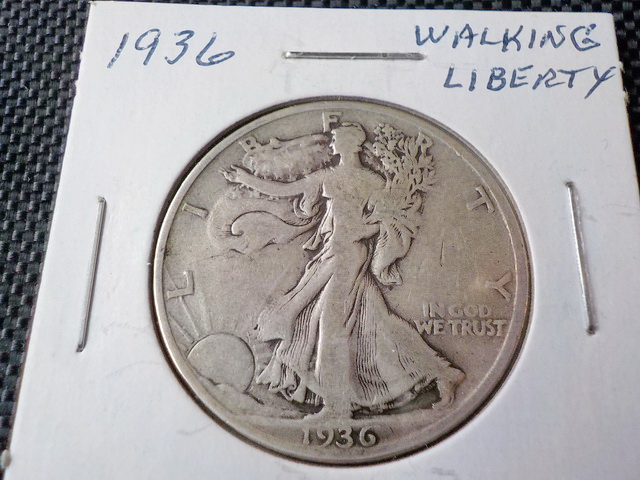 1936
WALKING
LIBERTY
LIBERTY
IN GOD
WE TRUST
1936